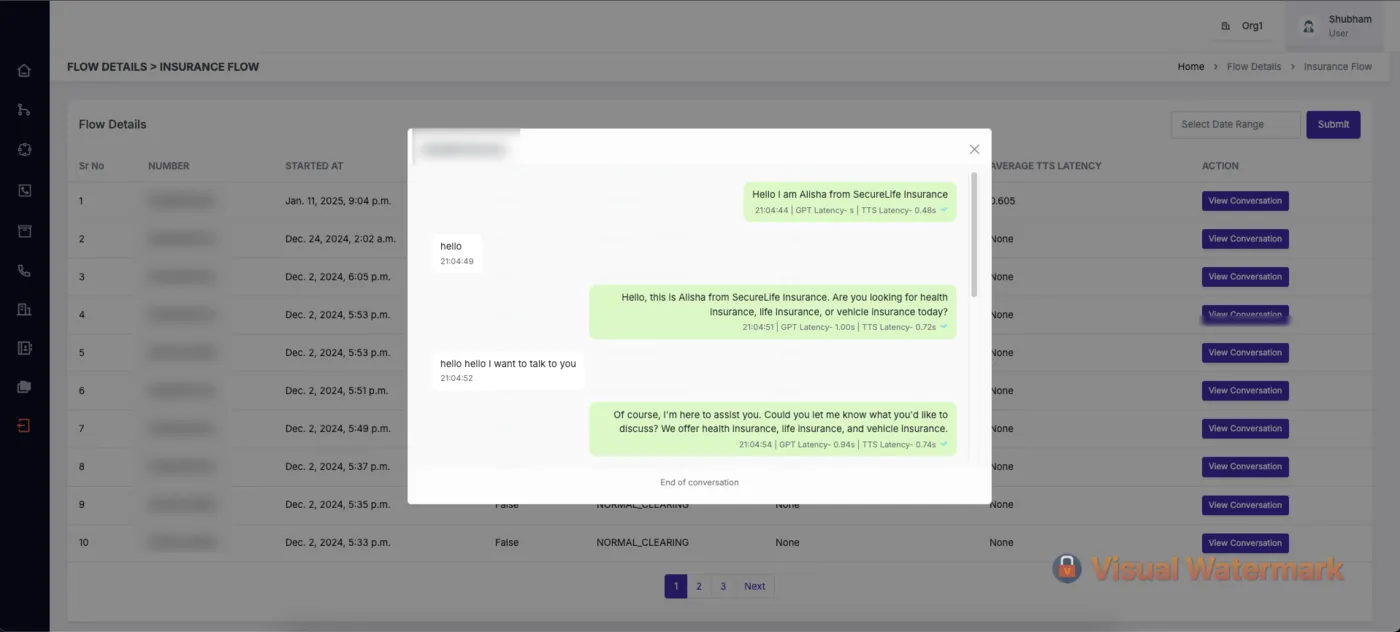 Org1
Shubham
User
FLOW DETAILS > INSURANCE FLOW
Home > Flow Details > Insurance Flow
Flow Details
Select Date Range
Submit
Sr No NUMBER STARTED AT AVERAGE TTS LATENCY ACTION
1 Jan. 11, 2025, 9:04 p.m. 0.605 View Conversation
2 Dec. 24, 2024, 2:02 a.m. None View Conversation
3 Dec. 2, 2024, 6:05 p.m. None View Conversation
4 Dec. 2, 2024, 5:53 p.m. None View Conversation
5 Dec. 2, 2024, 5:53 p.m. None View Conversation
6 Dec. 2, 2024, 5:51 p.m. None View Conversation
7 Dec. 2, 2024, 5:49 p.m. None View Conversation
8 Dec. 2, 2024, 5:37 p.m. None View Conversation
9 Dec. 2, 2024, 5:35 p.m. False NORMAL_CLEARING None None View Conversation
10 Dec. 2, 2024, 5:33 p.m. False NORMAL_CLEARING None None View Conversation
Hello I am Alisha from SecureLife Insurance
21:04:44 | GPT Latency- s | TTS Latency- 0.48s
hello
21:04:49
Hello, this is Alisha from SecureLife Insurance. Are you looking for health
insurance, life insurance, or vehicle insurance today?
21:04:51 | GPT Latency- 1.00s | TTS Latency- 0.72s
hello hello I want to talk to you
21:04:52
Of course, I'm here to assist you. Could you let me know what you'd like to
discuss? We offer health insurance, life insurance, and vehicle insurance.
21:04:54 | GPT Latency- 0.94s | TTS Latency- 0.74s
End of conversation
1 2 3 Next
Visual Watermark